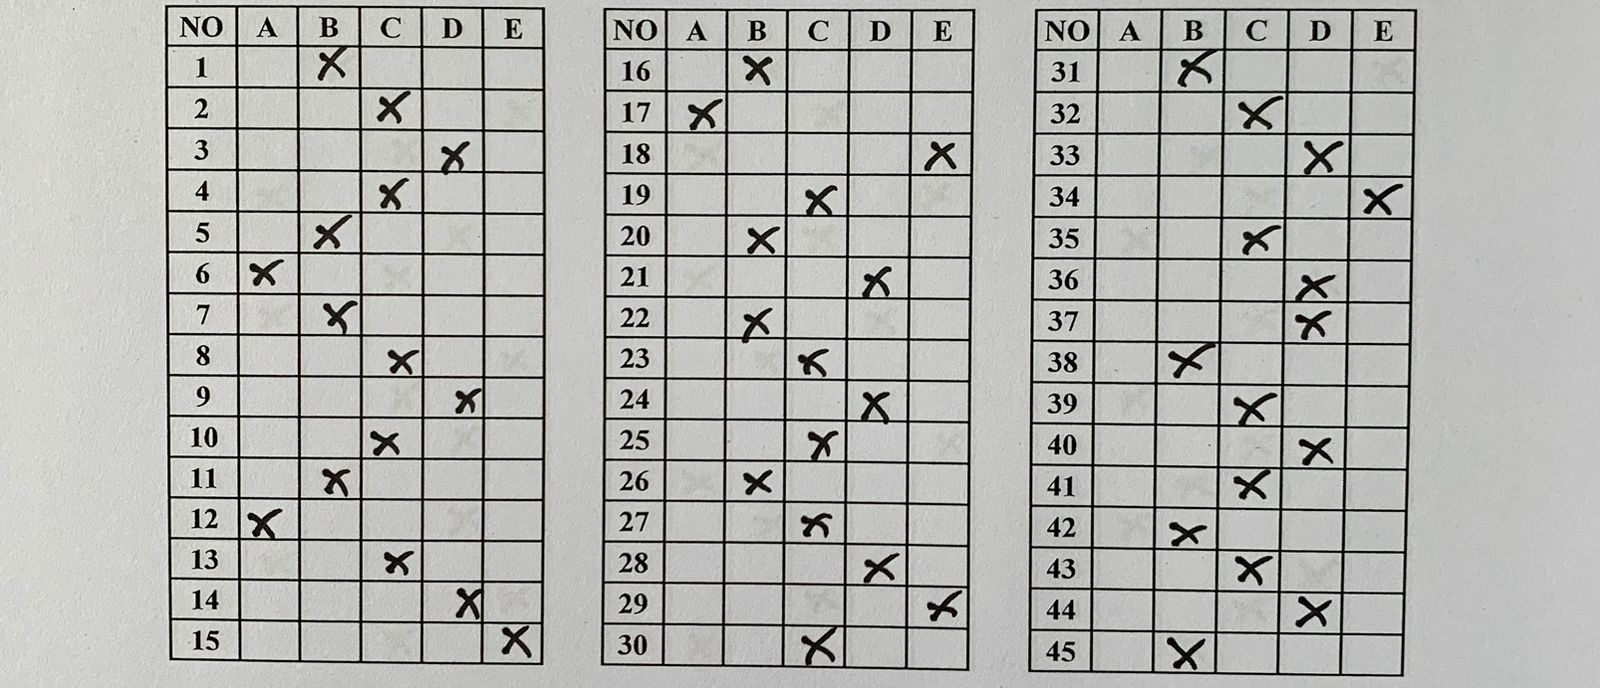 NO A B C D E
1 X
2 X
3 X
4 X
5 X
6 X
7 X
8 X
9 X
10 X
11 X
12 X
13 X
14 X
15 X
NO A B C D E
16 X
17 X
18 X
19 X
20 X
21 X
22 X
23 X
24 X
25 X
26 X
27 X
28 X
29 X
30 X
NO A B C D E
31 X
32 X
33 X
34 X
35 X
36 X
37 X
38 X
39 X
40 X
41 X
42 X
43 X
44 X
45 X